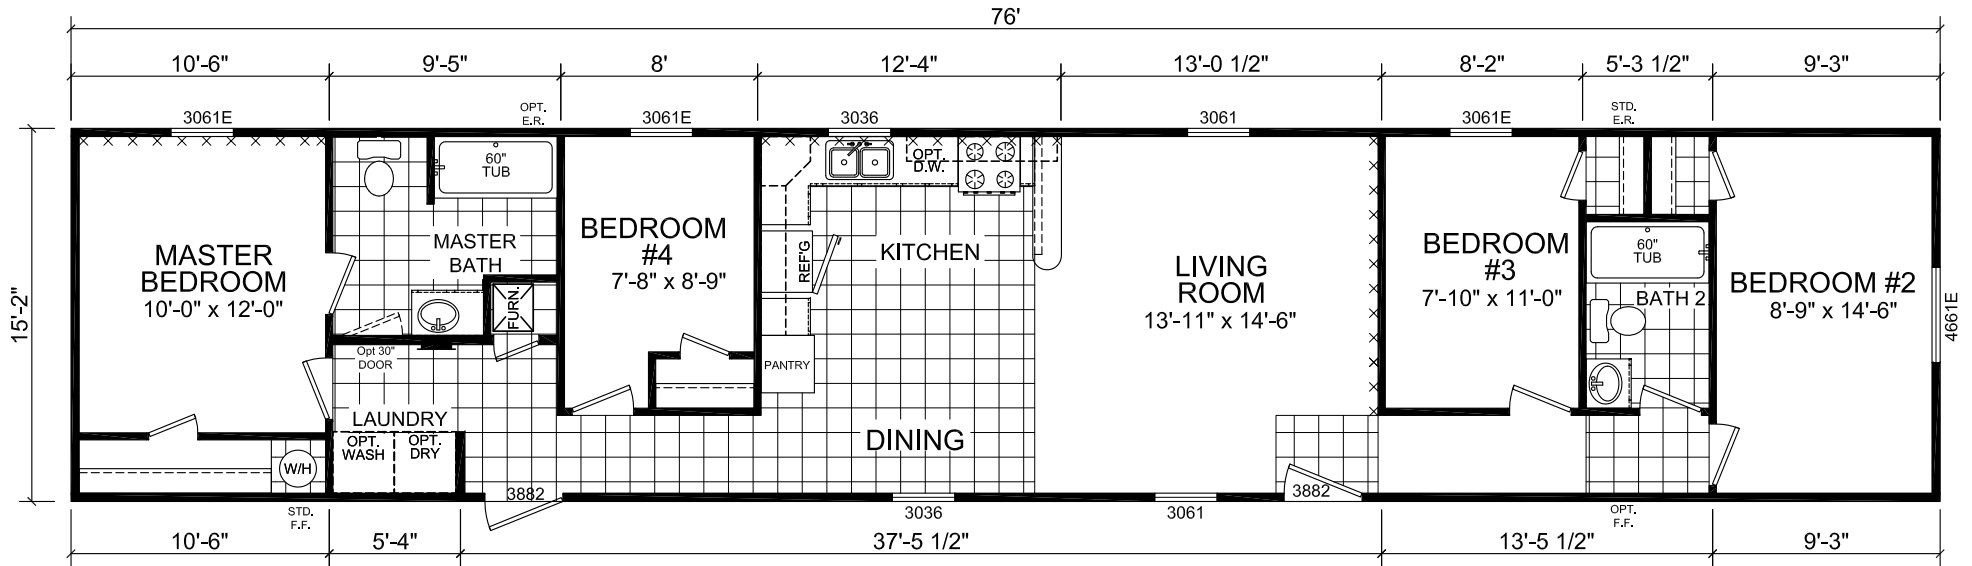 76'
10'-6"
9'-5"
8'
12'-4"
13'-0 1/2"
8'-2"
5'-3 1/2"
9'-3"
3061E
OPT.
E.R.
3061E
3036
3061
3061E
STD.
E.R.
60"
TUB
OPT.
D.W.
MASTER
BATH
BEDROOM
#4
7'-8" x 8'-9"
REF'G
KITCHEN
MASTER
BEDROOM
10'-0" x 12'-0"
FURN.
LIVING
ROOM
13'-11" x 14'-6"
BEDROOM
#3
7'-10" x 11'-0"
60"
TUB
BATH 2
BEDROOM #2
8'-9" x 14'-6"
4661E
15'-2"
Opt 30"
DOOR
PANTRY
LAUNDRY
OPT.
WASH
OPT.
DRY
DINING
W/H
3882
3882
STD.
F.F.
3036
3061
OPT.
F.F.
10'-6"
5'-4"
37'-5 1/2"
13'-5 1/2"
9'-3"